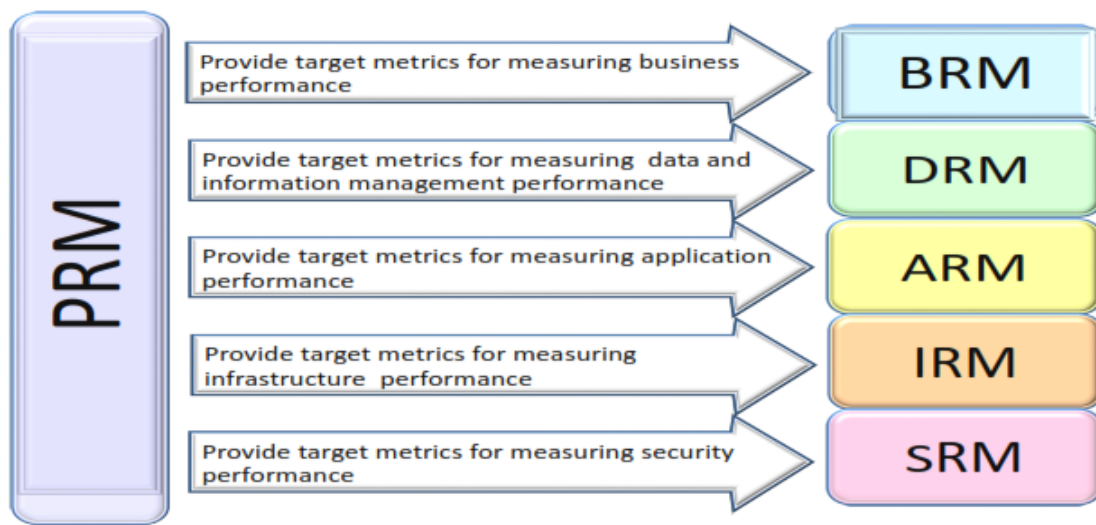 PRM
Provide target metrics for measuring business
performance
BRM
Provide target metrics for measuring data and
information management performance
DRM
Provide target metrics for measuring application
performance
ARM
Provide target metrics for measuring
infrastructure performance
IRM
Provide target metrics for measuring security
performance
sRM